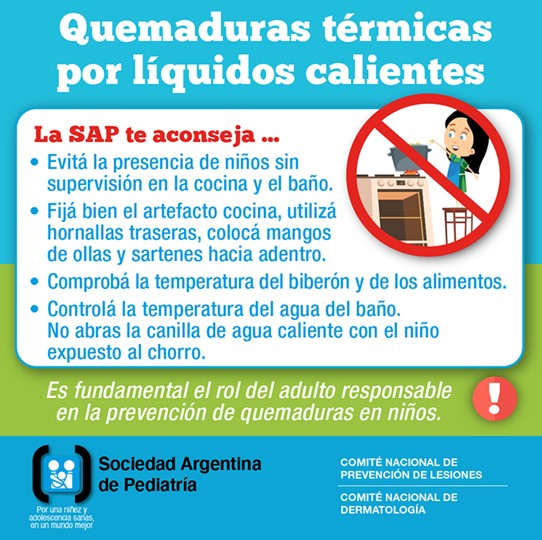 Quemaduras térmicas
por líquidos calientes
La SAP te aconseja ...
• Evitá la presencia de niños sin
supervisión en la cocina y el baño.
• Fijá bien el artefacto cocina, utilizá
hornallas traseras, colocá mangos
de ollas y sartenes hacia adentro.
• Comprobá la temperatura del biberón y de los alimentos.
• Controlá la temperatura del agua del baño.
No abras la canilla de agua caliente con el niño
expuesto al chorro.
Es fundamental el rol del adulto responsable
en la prevención de quemaduras en niños.
!
Sociedad Argentina
de Pediatría
Por una niñez y
adolescencia sanas,
en un mundo mejor
COMITÉ NACIONAL DE
PREVENCIÓN DE LESIONES
COMITÉ NACIONAL DE
DERMATOLOGÍA